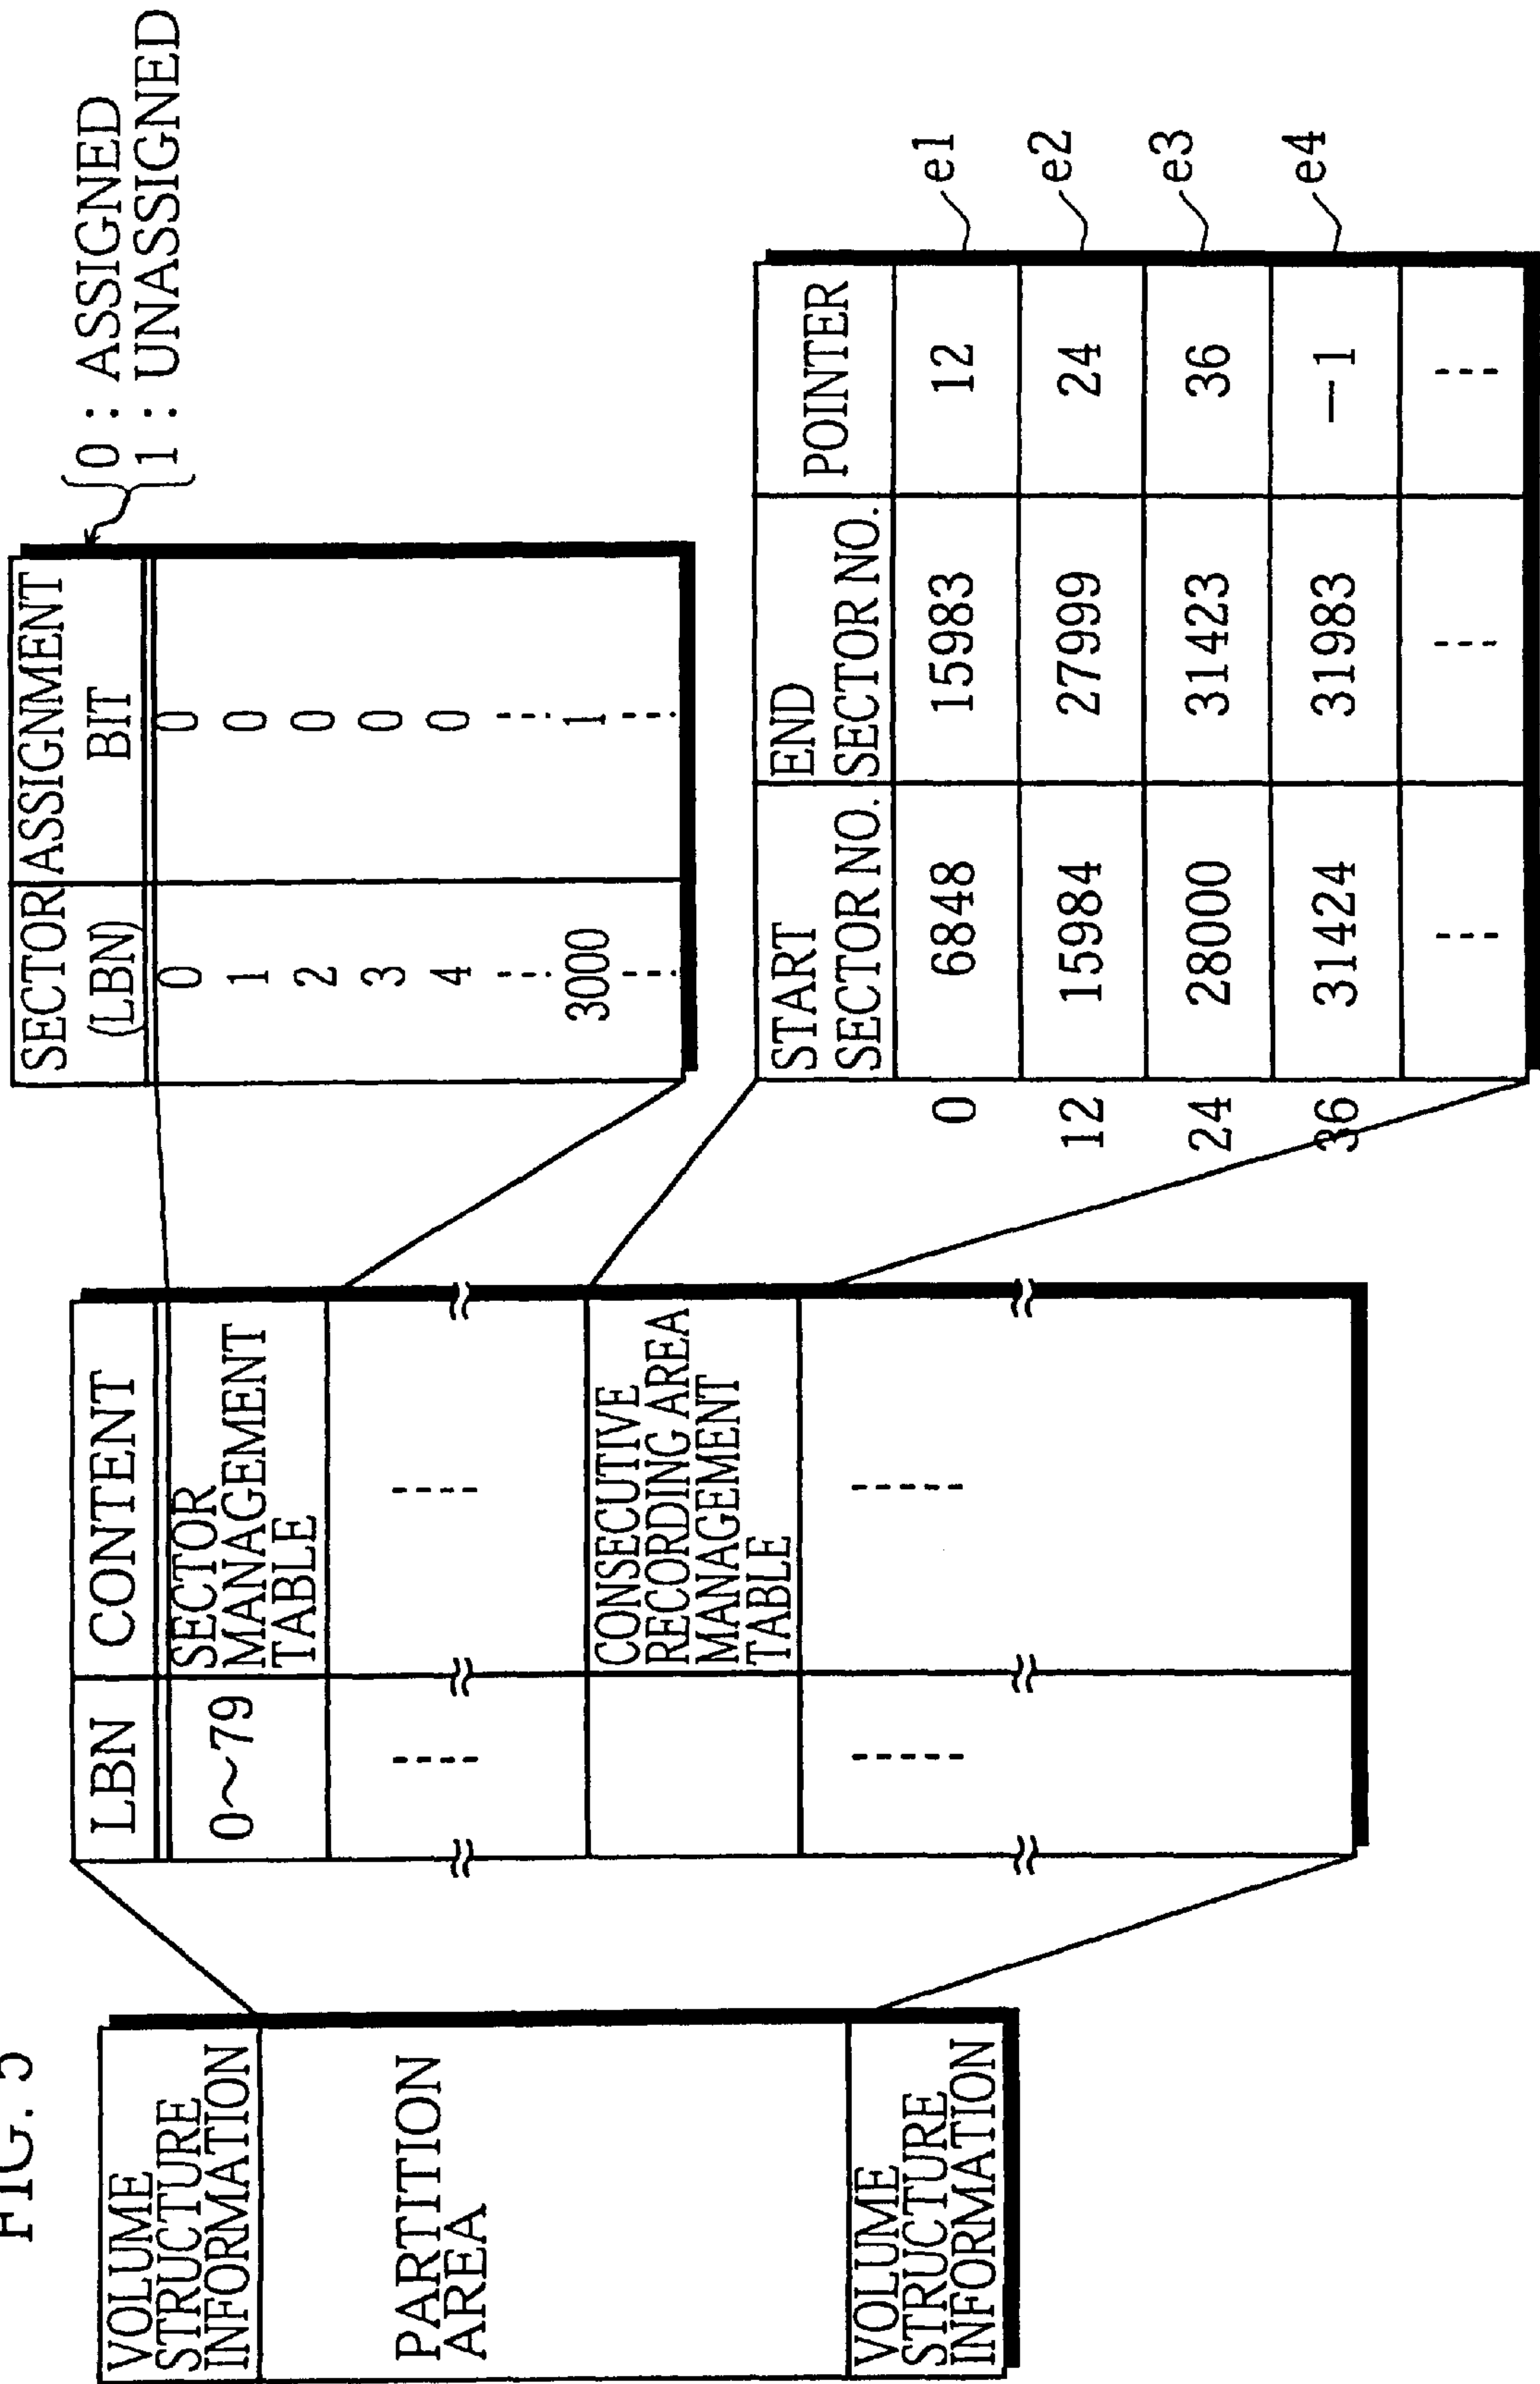 FIG. 5
VOLUME
STRUCTURE
INFORMATION
PARTITION
AREA
VOLUME
STRUCTURE
INFORMATION
LBN CONTENT
0~79 SECTOR
MANAGEMENT
TABLE
CONSECUTIVE
RECORDING AREA
MANAGEMENT
TABLE
SECTOR ASSIGNMENT
(LBN) BIT
0 0
1 0
2 0
3 0
4 0
3000 1
0 : ASSIGNED
1 : UNASSIGNED
START END POINTER
SECTOR NO. SECTOR NO.
0 6848 15983 12 e1
12 15984 27999 24 e2
24 28000 31423 36 e3
36 31424 31983 −1 e4